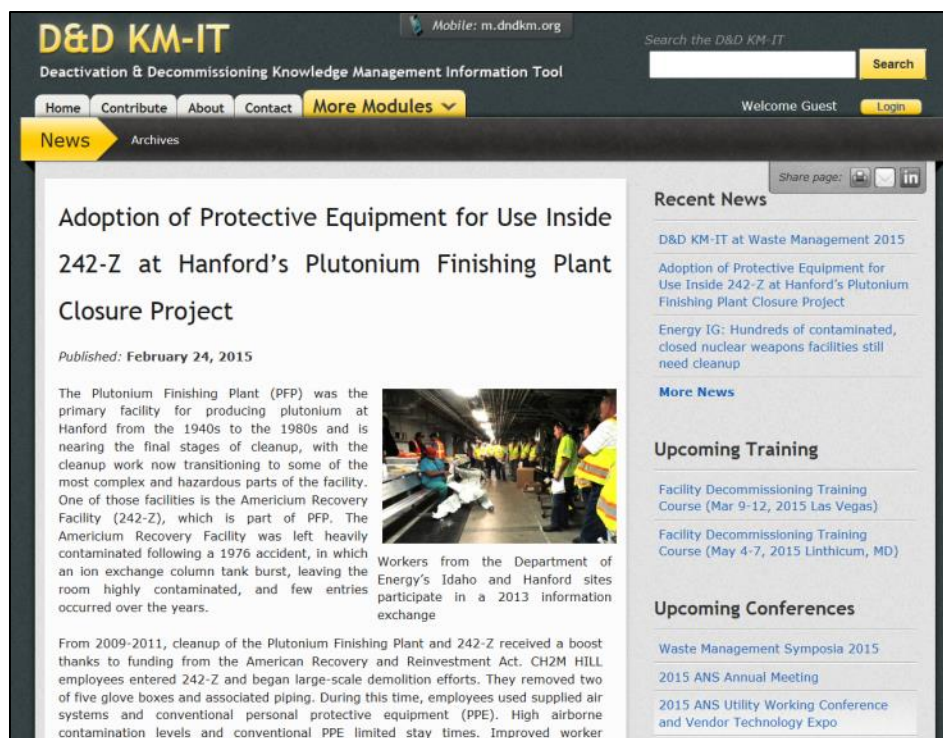 Mobile: m.dndkm.org
D&D KM-IT
Deactivation & Decommissioning Knowledge Management Information Tool
Search the D&D KM-IT
Search
Home Contribute About Contact More Modules
Welcome Guest Login
News Archives
Share page: in
Adoption of Protective Equipment for Use Inside
242-Z at Hanford's Plutonium Finishing Plant
Closure Project
Published: February 24, 2015
The Plutonium Finishing Plant (PFP) was the
primary facility for producing plutonium at
Hanford from the 1940s to the 1980s and is
nearing the final stages of cleanup, with the
cleanup work now transitioning to some of the
most complex and hazardous parts of the facility.
One of those facilities is the Americium Recovery
Facility (242-Z), which is part of PFP. The
Americium Recovery Facility was left heavily
contaminated following a 1976 accident, in which
an ion exchange column tank burst, leaving the
room highly contaminated, and few entries
occurred over the years.
Workers from the Department of
Energy's Idaho and Hanford sites
participate in a 2013 information
exchange
From 2009-2011, cleanup of the Plutonium Finishing Plant and 242-Z received a boost
thanks to funding from the American Recovery and Reinvestment Act. CH2M HILL
employees entered 242-Z and began large-scale demolition efforts. They removed two
of five glove boxes and associated piping. During this time, employees used supplied air
systems and conventional personal protective equipment (PPE). High airborne
contamination levels and conventional PPE limited stay times. Improved worker
Recent News
D&D KM-IT at Waste Management 2015
Adoption of Protective Equipment for
Use Inside 242-Z at Hanford's Plutonium
Finishing Plant Closure Project
Energy IG: Hundreds of contaminated,
closed nuclear weapons facilities still
need cleanup
More News
Upcoming Training
Facility Decommissioning Training
Course (Mar 9-12, 2015 Las Vegas)
Facility Decommissioning Training
Course (May 4-7, 2015 Linthicum, MD)
Upcoming Conferences
Waste Management Symposia 2015
2015 ANS Annual Meeting
2015 ANS Utility Working Conference
and Vendor Technology Expo